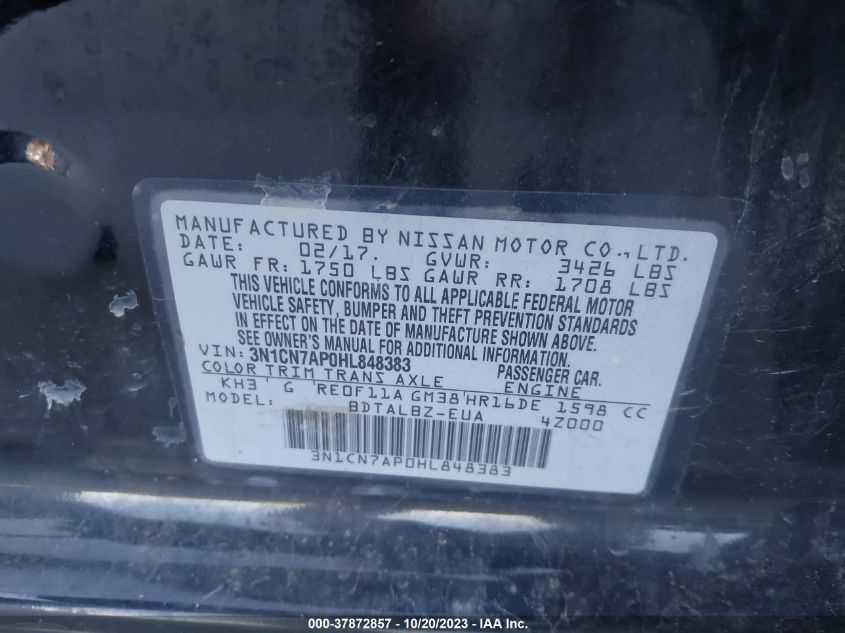 MANUFACTURED BY NISSAN MOTOR CO., LTD.
DATE: 02/17. GVWR: 3426 LBS
GAWR FR: 1750 LBS GAWR RR: 1708 LBS
THIS VEHICLE CONFORMS TO ALL APPLICABLE FEDERAL MOTOR
VEHICLE SAFETY, BUMPER AND THEFT PREVENTION STANDARDS
IN EFFECT ON THE DATE OF MANUFACTURE SHOWN ABOVE.
SEE OWNER'S MANUAL FOR ADDITIONAL INFORMATION.
VIN: 3N1CN7AP0HL848383 PASSENGER CAR.
COLOR TRIM TRANS AXLE ENGINE
KH3 ' G ' RE0F11A GM38 ' HR16DE 1598 CC
MODEL: BDTALBZ-EUA 4Z000
3N1CN7AP0HL848383
000-37872857 - 10/20/2023 - IAA Inc.